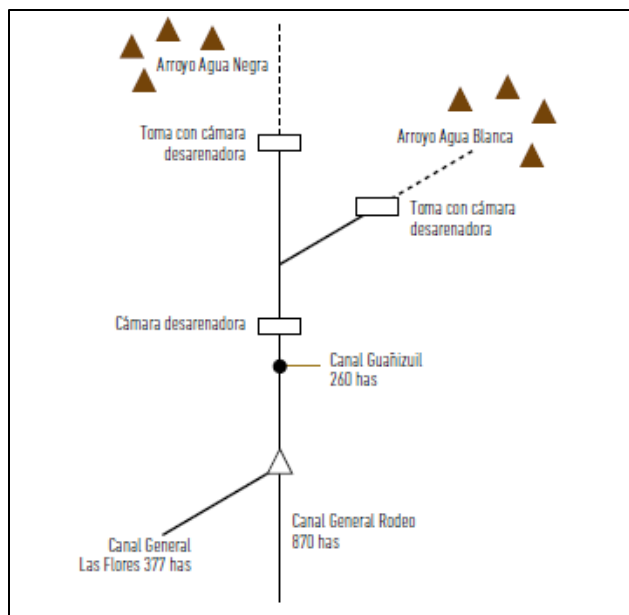 Arroyo Agua Negra
Arroyo Agua Blanca
Toma con cámara
desarenadora
Toma con cámara
desarenadora
Cámara desarenadora
Canal Guañizuil
260 has
Canal General Rodeo
870 has
Canal General
Las Flores 377 has